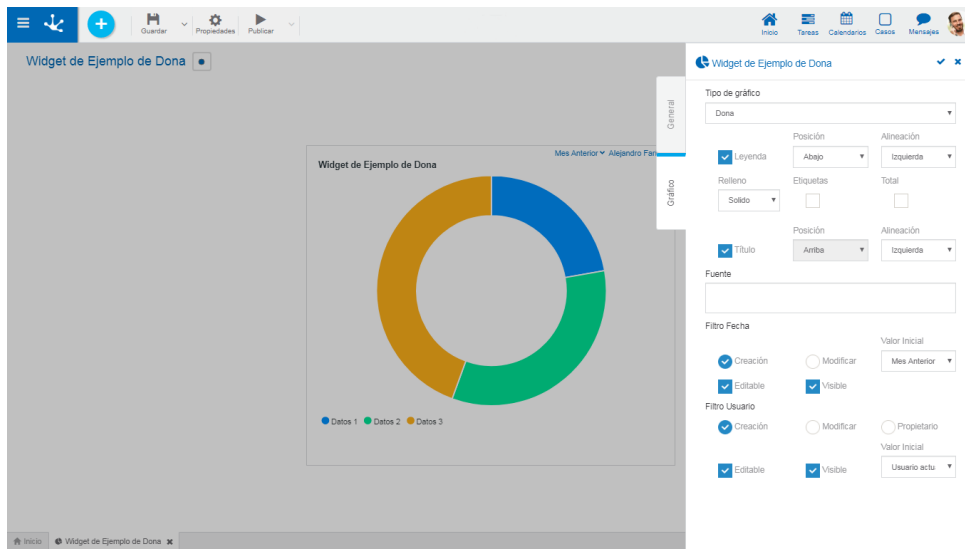 Guardar
Propiedades
Publicar
Inicio
Tareas
Calendarios
Casos
Mensajes
Widget de Ejemplo de Dona
Mes Anterior Alejandro Fan
Widget de Ejemplo de Dona
Datos 1 Datos 2 Datos 3
General
Gráfico
Widget de Ejemplo de Dona
Tipo de gráfico
Dona
Posición Alineación
Leyenda Abajo Izquierda
Relleno Etiquetas Total
Solido
Posición Alineación
Título Arriba Izquierda
Fuente
Filtro Fecha
Valor Inicial
Creación Modificar Mes Anterior
Editable Visible
Filtro Usuario
Creación Modificar Propietario
Valor Inicial
Editable Visible Usuario actu
Inicio Widget de Ejemplo de Dona